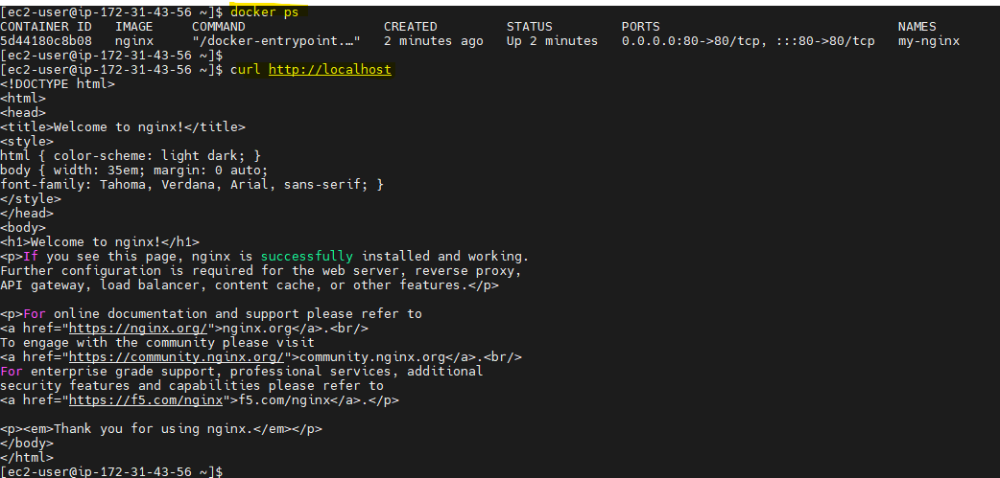 [ec2-user@ip-172-31-43-56 ~]$ docker ps
CONTAINER ID   IMAGE     COMMAND                  CREATED         STATUS         PORTS                               NAMES
5d44180c8b08   nginx     "/docker-entrypoint.…"   2 minutes ago   Up 2 minutes   0.0.0.0:80->80/tcp, :::80->80/tcp   my-nginx
[ec2-user@ip-172-31-43-56 ~]$
[ec2-user@ip-172-31-43-56 ~]$ curl http://localhost
<!DOCTYPE html>
<html>
<head>
<title>Welcome to nginx!</title>
<style>
html { color-scheme: light dark; }
body { width: 35em; margin: 0 auto;
font-family: Tahoma, Verdana, Arial, sans-serif; }
</style>
</head>
<body>
<h1>Welcome to nginx!</h1>
<p>If you see this page, nginx is successfully installed and working.
Further configuration is required for the web server, reverse proxy,
API gateway, load balancer, content cache, or other features.</p>

<p>For online documentation and support please refer to
<a href="https://nginx.org/">nginx.org</a>.<br/>
To engage with the community please visit
<a href="https://community.nginx.org/">community.nginx.org</a>.<br/>
For enterprise grade support, professional services, additional
security features and capabilities please refer to
<a href="https://f5.com/nginx">f5.com/nginx</a>.</p>

<p><em>Thank you for using nginx.</em></p>
</body>
</html>
[ec2-user@ip-172-31-43-56 ~]$